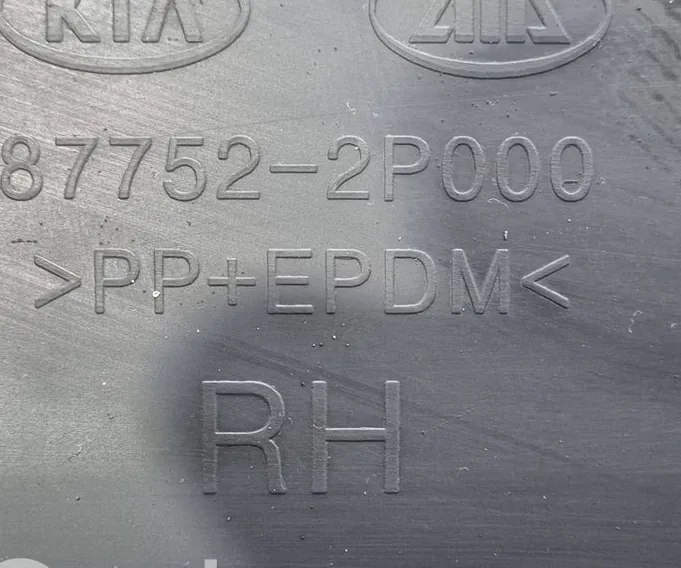 KIA
87752-2P000
>PP+EPDM<
RH